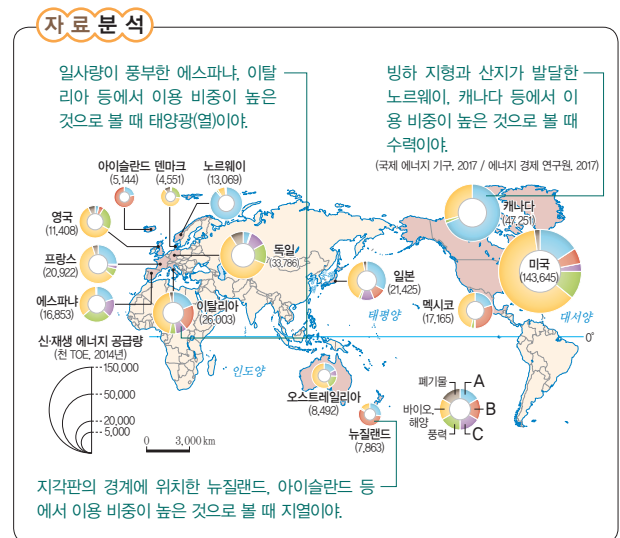 자료분석
일사량이 풍부한 에스파냐, 이탈
리아 등에서 이용 비중이 높은
것으로 볼 때 태양광(열)이야.
빙하 지형과 산지가 발달한
노르웨이, 캐나다 등에서 이
용 비중이 높은 것으로 볼 때
수력이야.
(국제 에너지 기구, 2017 / 에너지 경제 연구원, 2017)
아이슬란드
(5,144)
덴마크
(4,551)
노르웨이
(13,069)
영국
(11,408)
프랑스
(20,922)
에스파냐
(16,853)
독일
(33,786)
이탈리아
(26,003)
일본
(21,425)
캐나다
(47,251)
미국
(143,645)
멕시코
(17,165)
태평양
대서양
인도양
0°
오스트레일리아
(8,492)
뉴질랜드
(7,863)
신·재생 에너지 공급량
(천 TOE, 2014년)
150,000
50,000
20,000
5,000
0 3,000 km
폐기물
A
바이오,
해양
B
풍력
C
지각판의 경계에 위치한 뉴질랜드, 아이슬란드 등
에서 이용 비중이 높은 것으로 볼 때 지열이야.